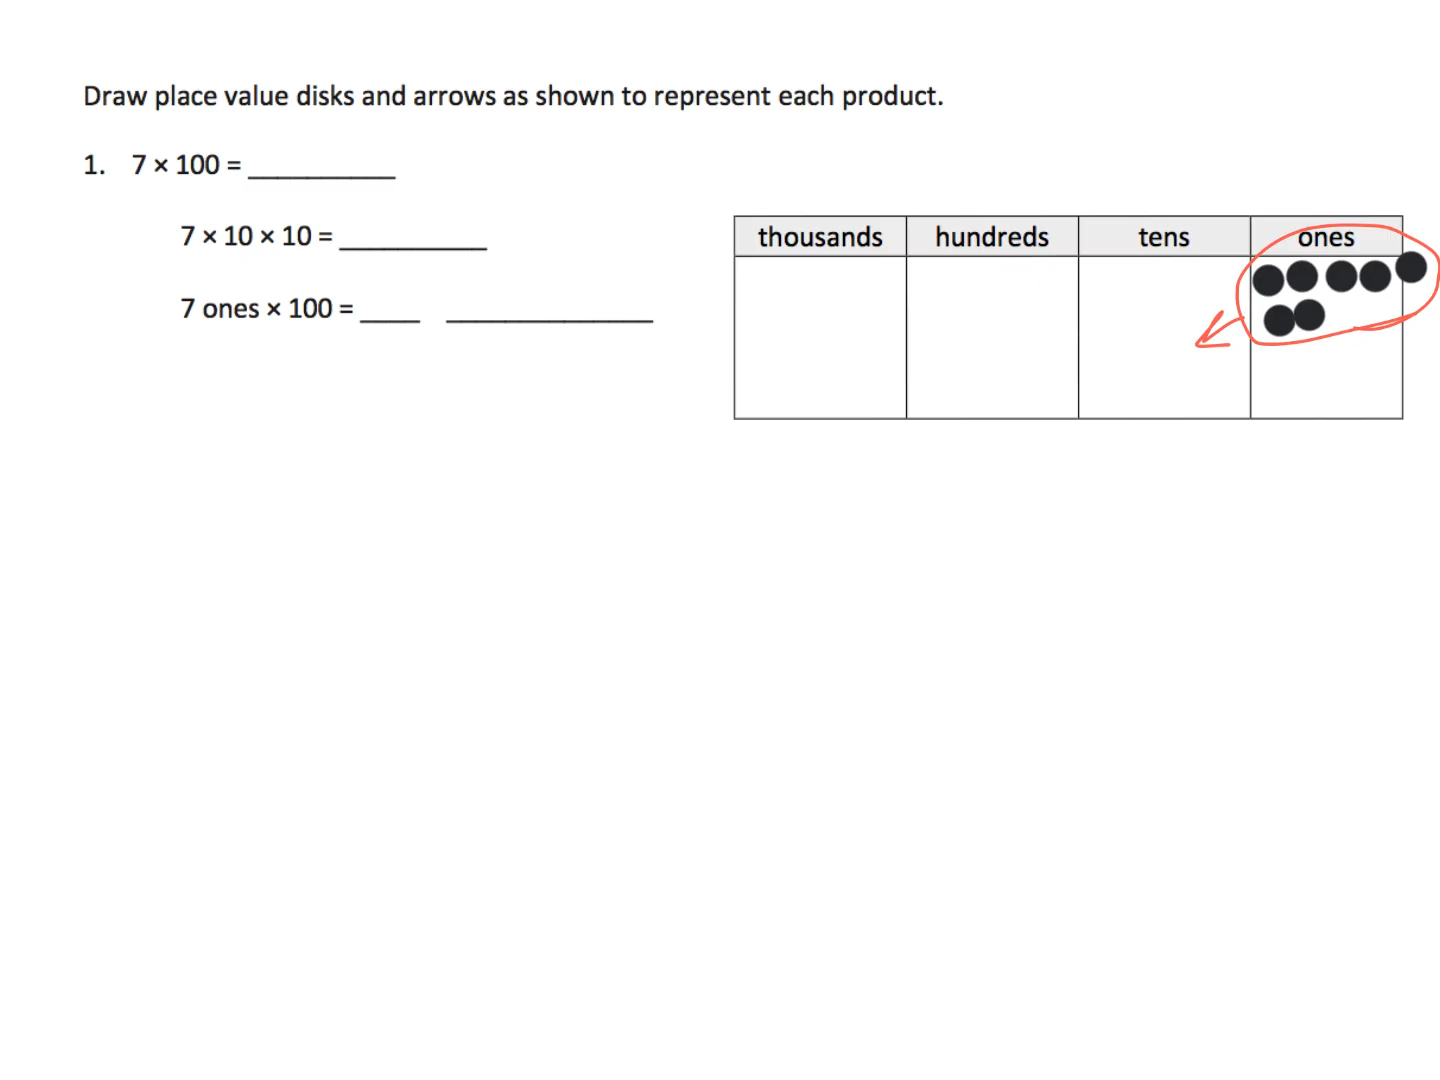 Draw place value disks and arrows as shown to represent each product.
1. 7 × 100 = __________
7 × 10 × 10 = __________
thousands hundreds tens ones
7 ones × 100 = ____ ______________